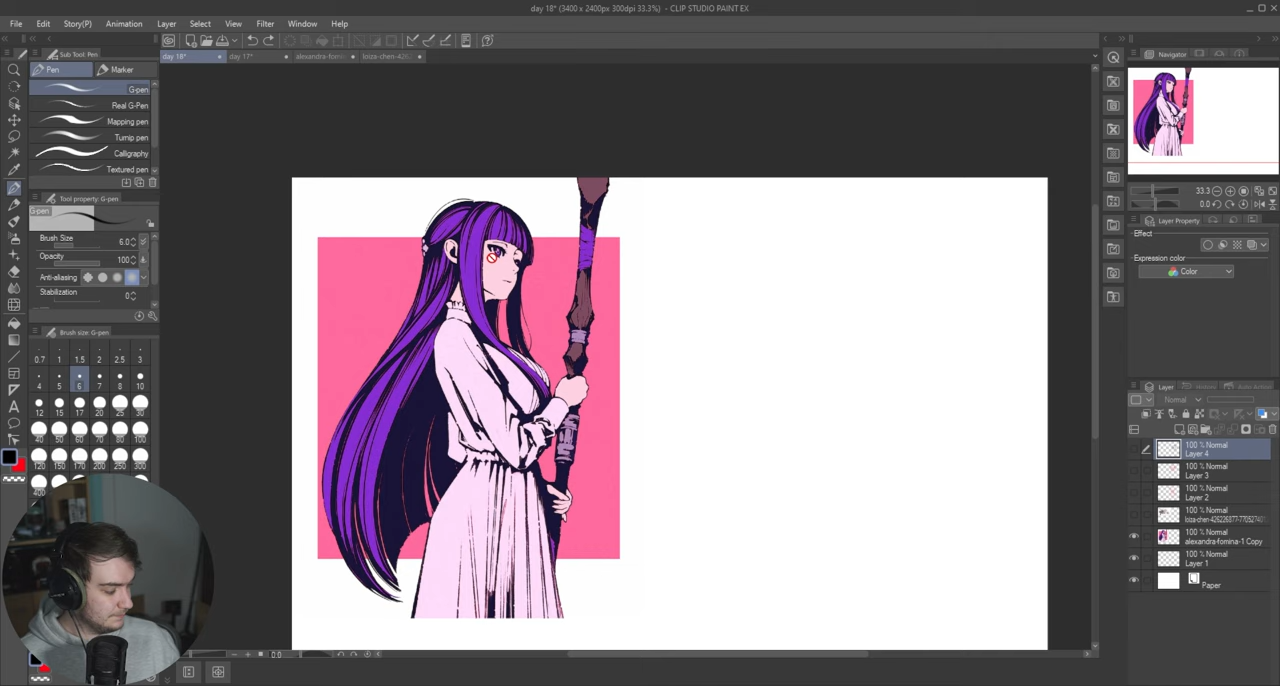 day 18* (3400 x 2400px 300dpi 33.3%) - CLIP STUDIO PAINT EX
File Edit Story(P) Animation Layer Select View Filter Window Help
Sub Tool: Pen
day 18* day 17* alexandra-fomin... loiza-chen-426...
Navigator
Pen Marker
G-pen
Real G-Pen
Mapping pen
Turnip pen
Calligraphy
Textured pen
Tool property: G-pen
G-pen
Brush Size 6.0
Opacity 100
Anti-aliasing
Stabilization 0
Brush size: G-pen
0.7 1 1.5 2 2.5 3
4 5 6 7 8 10
12 15 17 20 25 30
40 50 60 70 80 100
120 150 170 200 250 300
400
33.3
0.0
Layer Property
Effect
Expression color
Color
Layer History Auto Action
Normal
100 % Normal
Layer 4
100 % Normal
Layer 3
100 % Normal
Layer 2
100 % Normal
100 % Normal
alexandra-fomina-1 Copy
100 % Normal
Layer 1
Paper